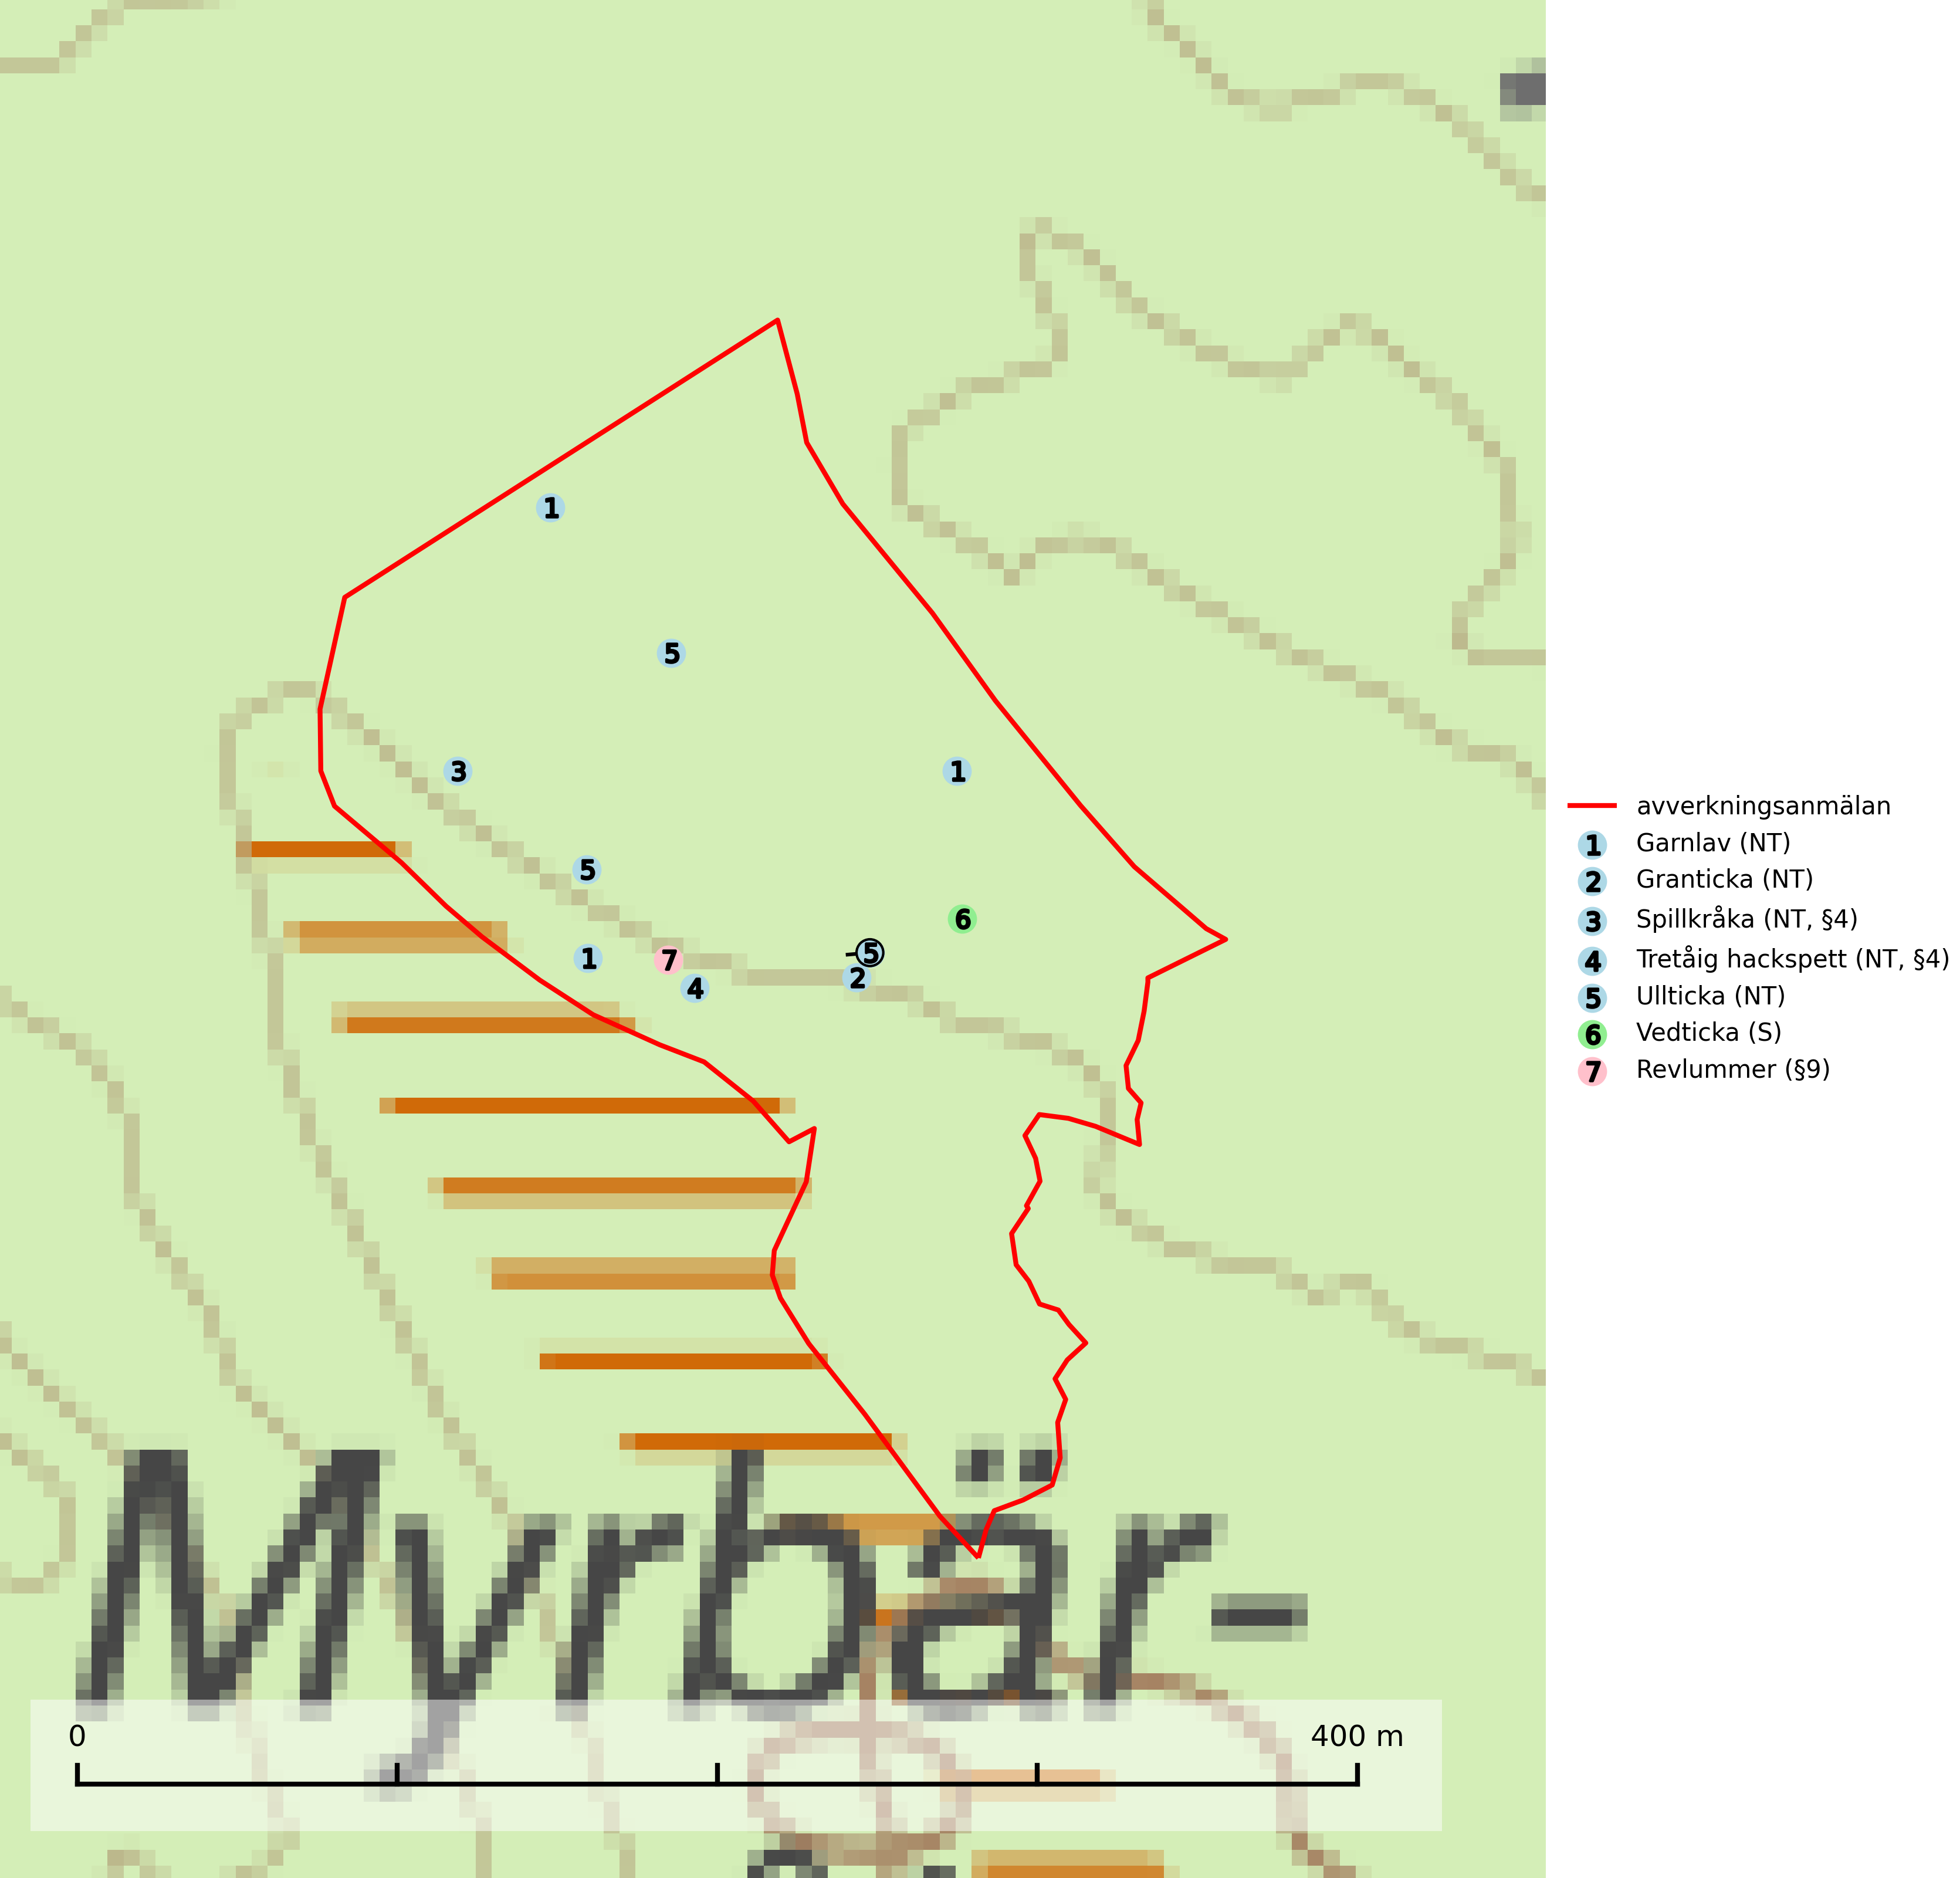 1
5
3
1
5
6
5
1
7
2
4
Myrbär-
0
400 m
avverkningsanmälan
1 Garnlav (NT)
2 Granticka (NT)
3 Spillkråka (NT, §4)
4 Tretåig hackspett (NT, §4)
5 Ullticka (NT)
6 Vedticka (S)
7 Revlummer (§9)